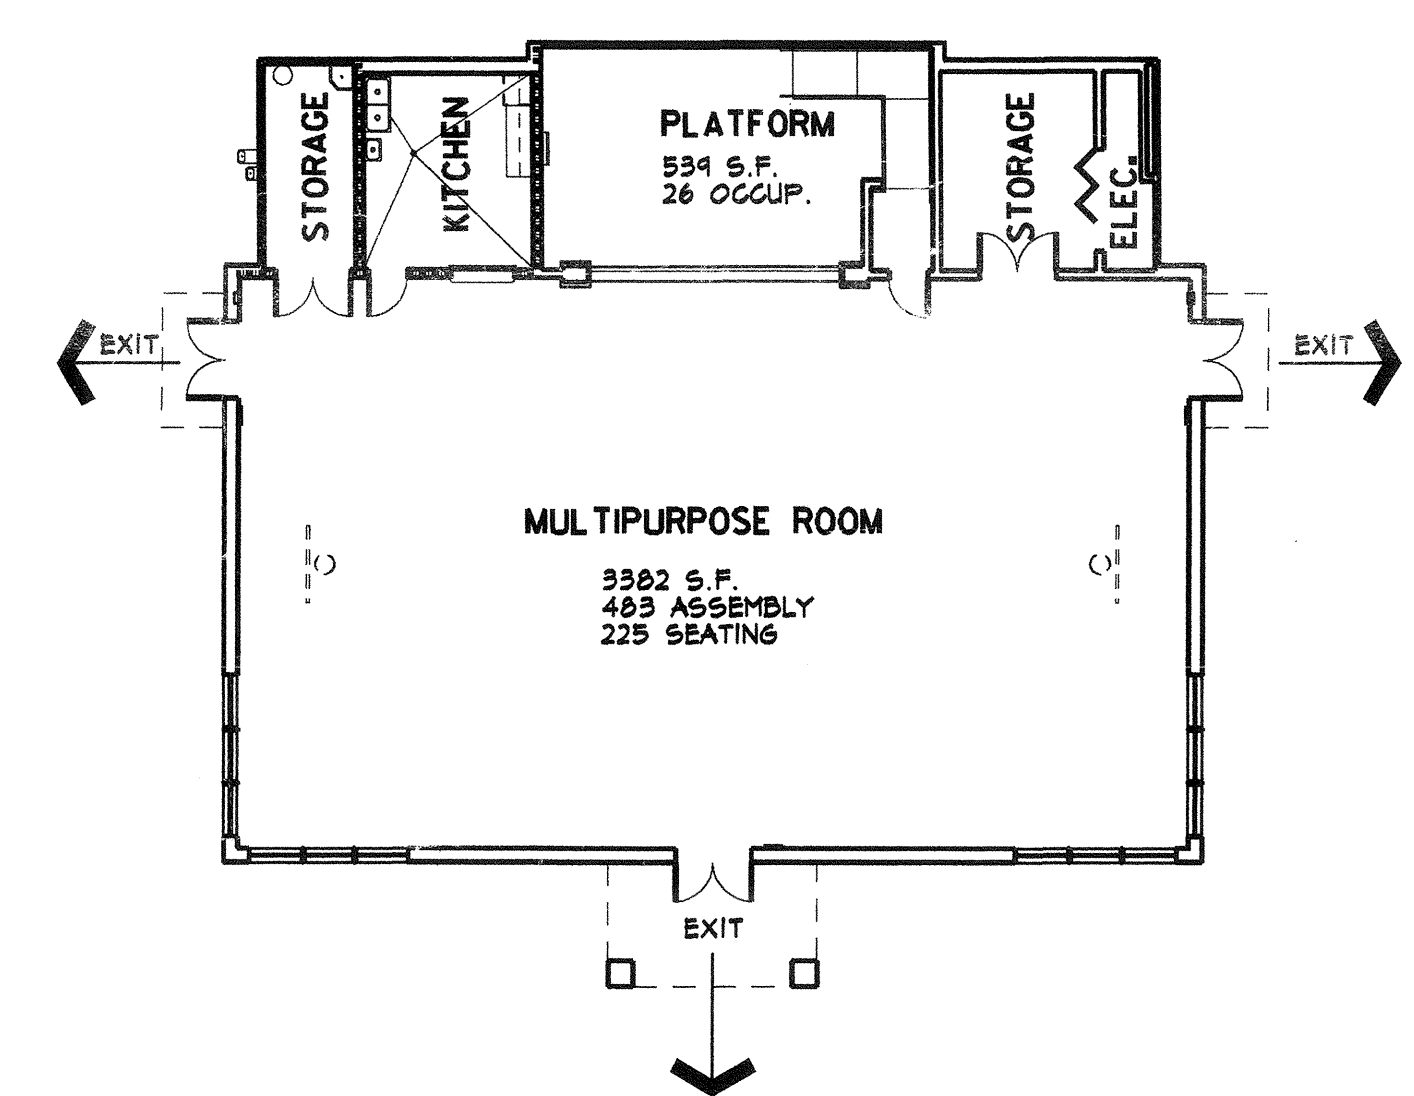 STORAGE
KITCHEN
PLATFORM
539 S.F.
26 OCCUP.
STORAGE
ELEC.
EXIT
EXIT
MULTIPURPOSE ROOM
3382 S.F.
483 ASSEMBLY
225 SEATING
EXIT